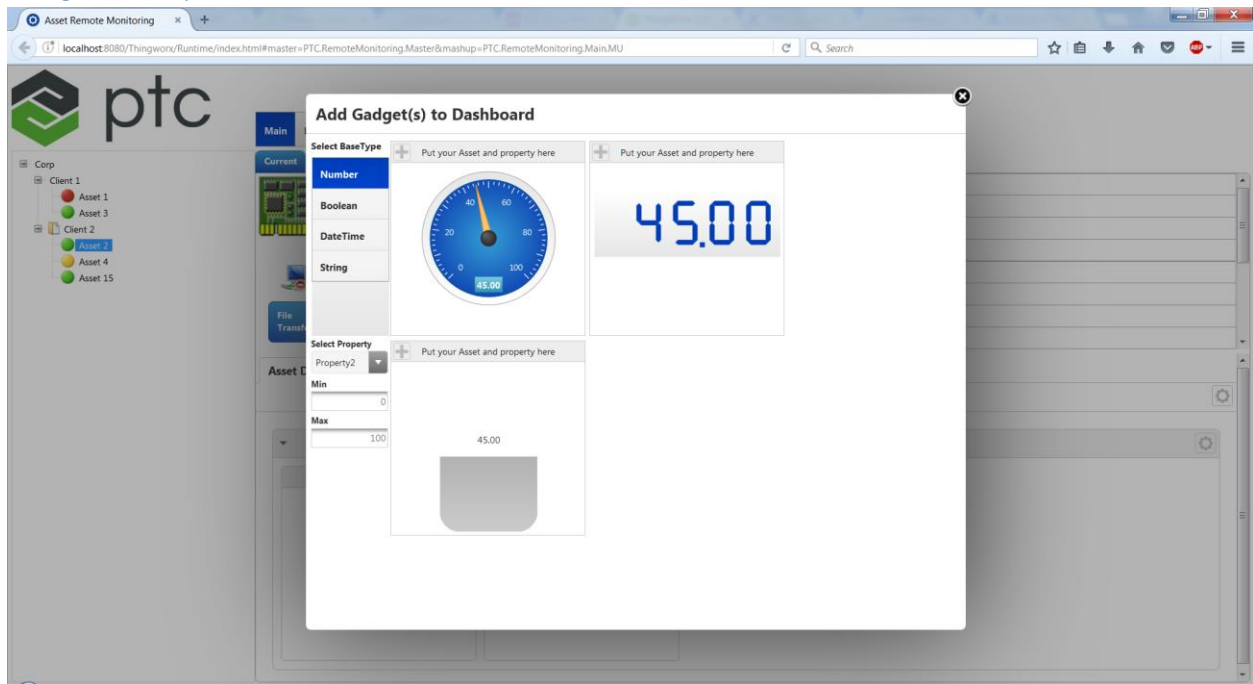 Asset Remote Monitoring
localhost:8080/Thingworx/Runtime/index.html#master=PTC.RemoteMonitoring.Master&mashup=PTC.RemoteMonitoring.Main.MU
Search
ABP
ptc
Main
Current
Corp
Client 1
Asset 1
Asset 3
Client 2
Asset 2
Asset 4
Asset 15
File
Asset
Add Gadget(s) to Dashboard
Select BaseType
Number
Boolean
DateTime
String
Select Property
Property2
Min
0
Max
100
Put your Asset and property here
0
20
40
60
80
100
45.00
Put your Asset and property here
45.00
Put your Asset and property here
45.00